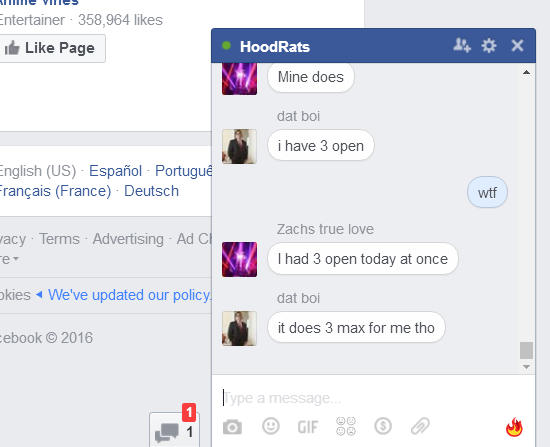 Anime vines
Entertainer · 358,964 likes
Like Page
HoodRats
Mine does
dat boi
i have 3 open
wtf
Zachs true love
I had 3 open today at once
dat boi
it does 3 max for me tho
Type a message...
GIF
English (US) · Español · Portugu
Français (France) · Deutsch
vacy · Terms · Advertising · Ad Ch
re
okies We've updated our policy.
cebook © 2016
1
1